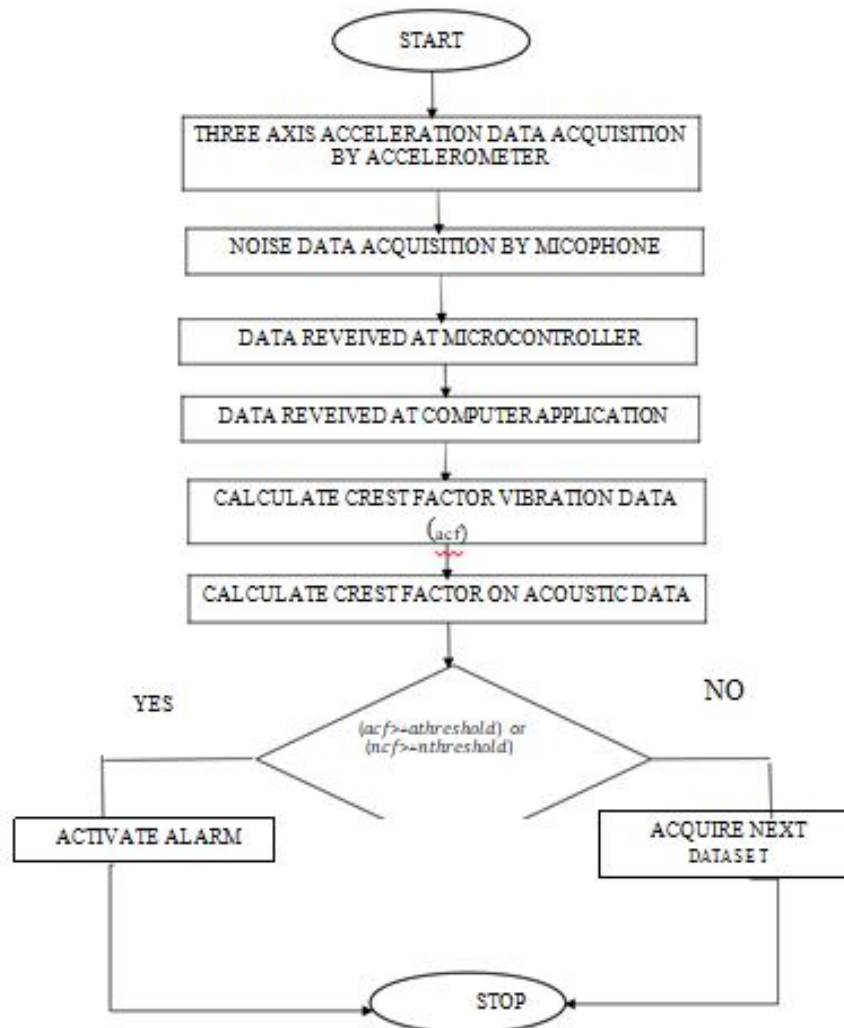 START
THREE AXIS ACCELERATION DATA ACQUISITION
BY ACCELEROMETER
NOISE DATA ACQUISITION BY MICOPHONE
DATA REVEIVED AT MICROCONTROLLER
DATA REVEIVED AT COMPUTER APPLICATION
CALCULATE CREST FACTOR VIBRATION DATA
(acf)
CALCULATE CREST FACTOR ON ACOUSTIC DATA
YES
NO
(acf>=athreshold) or
(ncf>=nthreshold)
ACTIVATE ALARM
ACQUIRE NEXT
DATASET
STOP